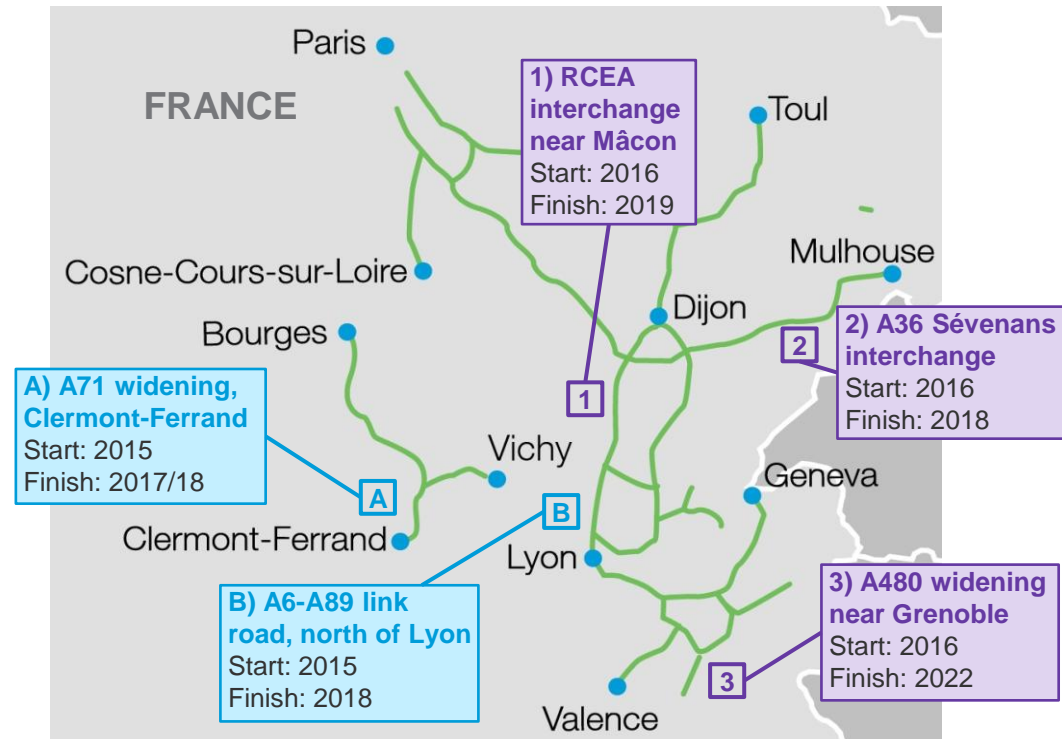 Paris
FRANCE
1) RCEA
interchange
near Mâcon
Start: 2016
Finish: 2019
Toul
Cosne-Cours-sur-Loire
Mulhouse
Dijon
Bourges
2) A36 Sévenans
interchange
Start: 2016
Finish: 2018
2
1
A) A71 widening,
Clermont-Ferrand
Start: 2015
Finish: 2017/18
Vichy
Geneva
A
B
Clermont-Ferrand
Lyon
B) A6-A89 link
road, north of Lyon
Start: 2015
Finish: 2018
3) A480 widening
near Grenoble
Start: 2016
Finish: 2022
3
Valence